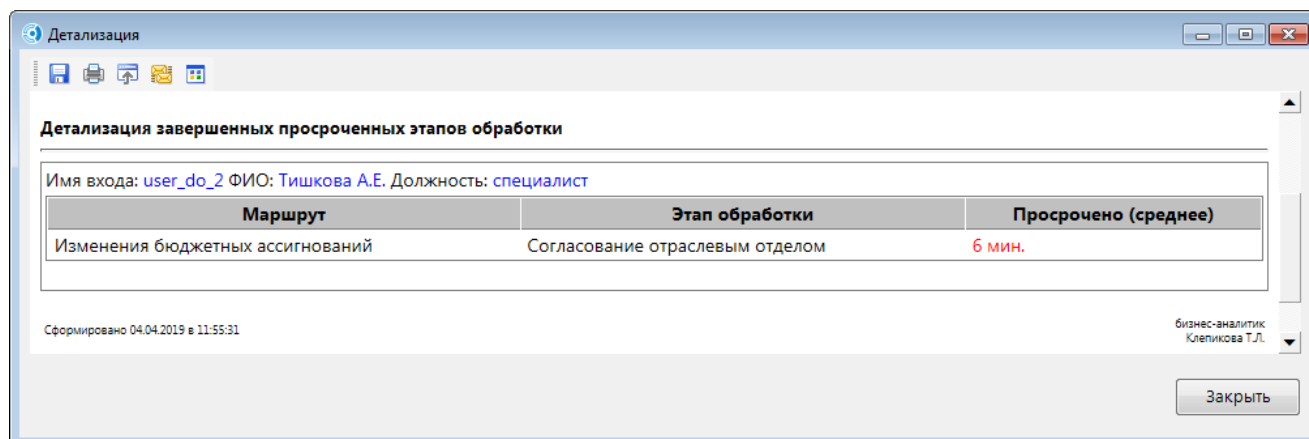 Детализация
Детализация завершенных просроченных этапов обработки
Имя входа: user_do_2 ФИО: Тишкова А.Е. Должность: специалист
Маршрут Этап обработки Просрочено (среднее)
Изменения бюджетных ассигнований Согласование отраслевым отделом 6 мин.
Сформировано 04.04.2019 в 11:55:31
бизнес-аналитик
Клепикова Т.Л.
Закрыть